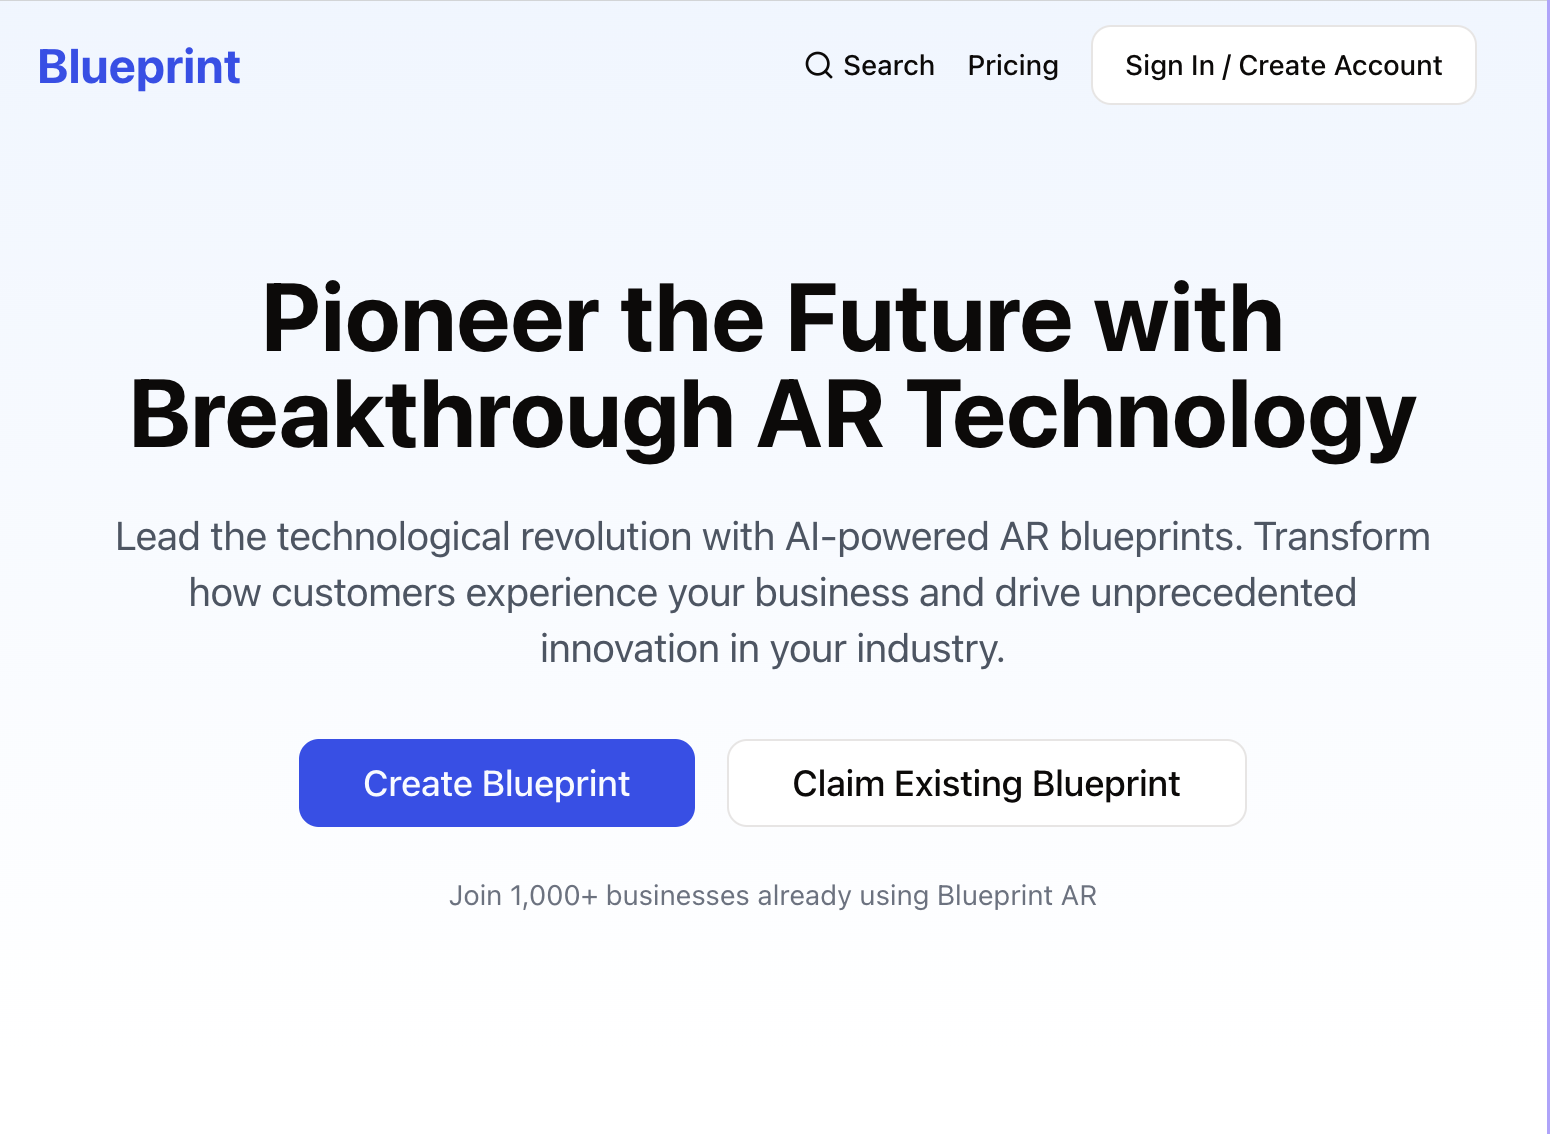 Blueprint
Search
Pricing
Sign In / Create Account
Pioneer the Future with
Breakthrough AR Technology
Lead the technological revolution with AI-powered AR blueprints. Transform
how customers experience your business and drive unprecedented
innovation in your industry.
Create Blueprint
Claim Existing Blueprint
Join 1,000+ businesses already using Blueprint AR